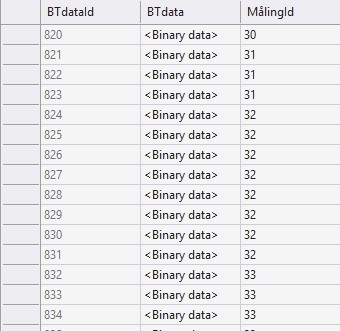 BTdataId BTdata MålingId
820 <Binary data> 30
821 <Binary data> 31
822 <Binary data> 31
823 <Binary data> 31
824 <Binary data> 32
825 <Binary data> 32
826 <Binary data> 32
827 <Binary data> 32
828 <Binary data> 32
829 <Binary data> 32
830 <Binary data> 32
831 <Binary data> 32
832 <Binary data> 33
833 <Binary data> 33
834 <Binary data> 33